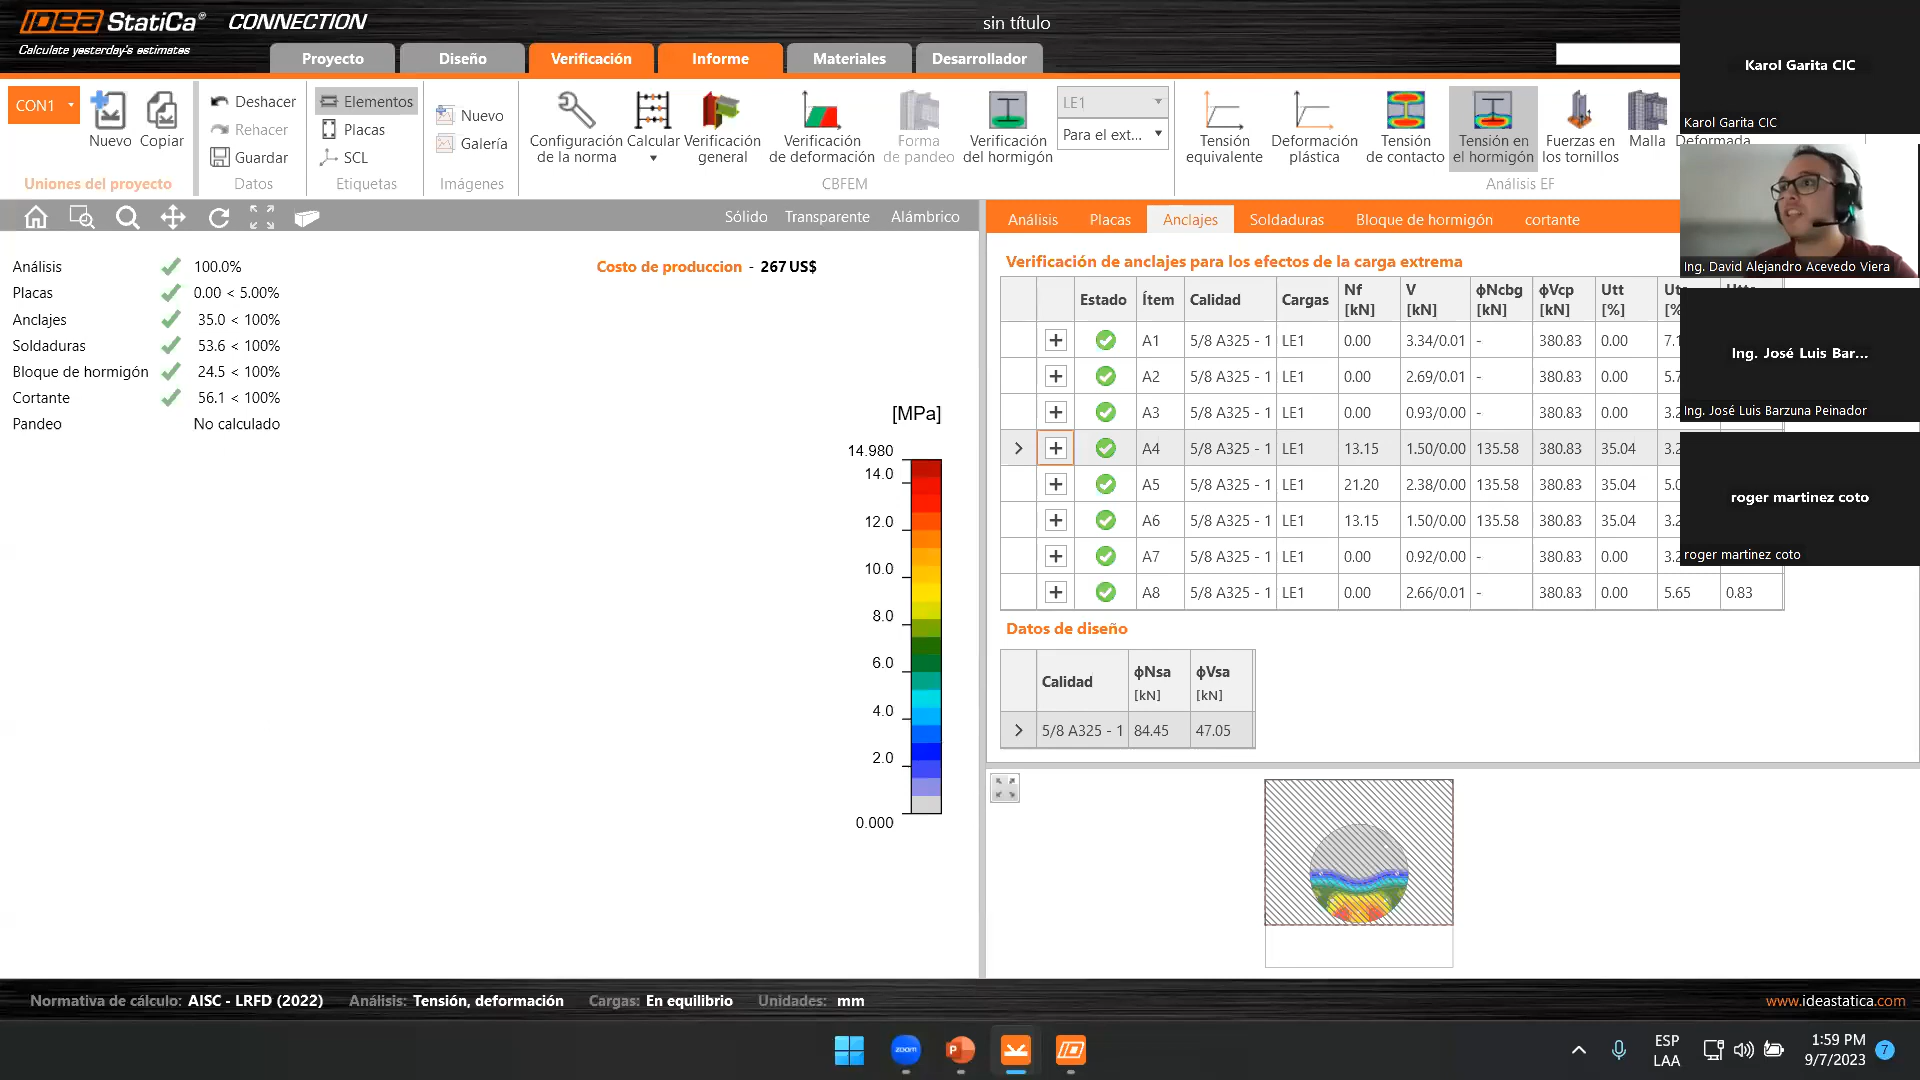 IDEA StatiCa® CONNECTION
Calculate yesterday's estimates
sin título
Proyecto Diseño Verificación Informe Materiales Desarrollador
CON1
Nuevo
Copiar
Uniones del proyecto
Deshacer
Rehacer
Guardar
Datos
Elementos
Placas
SCL
Etiquetas
Nuevo
Galería
Imágenes
Configuración de la norma
Calcular
Verificación general
Verificación de deformación
Forma de pandeo
Verificación del hormigón
LE1
Para el ext...
CBFEM
Tensión equivalente
Deformación plástica
Tensión de contacto
Tensión en el hormigón
Fuerzas en los tornillos
Malla
Deformada
Análisis EF
Karol Garita CIC
Karol Garita CIC
Ing. David Alejandro Acevedo Viera
Ing. José Luis Bar...
Ing. José Luis Barzuna Peinador
roger martinez coto
roger martinez coto
Sólido Transparente Alámbrico
Análisis 100.0%
Placas 0.00 < 5.00%
Anclajes 35.0 < 100%
Soldaduras 53.6 < 100%
Bloque de hormigón 24.5 < 100%
Cortante 56.1 < 100%
Pandeo No calculado
Costo de produccion - 267 US$
[MPa]
14.980
14.0
12.0
10.0
8.0
6.0
4.0
2.0
0.000
Análisis Placas Anclajes Soldaduras Bloque de hormigón cortante
Verificación de anclajes para los efectos de la carga extrema
Estado Ítem Calidad Cargas Nf [kN] V [kN] ϕNcbg [kN] ϕVcp [kN] Utt [%]
A1 5/8 A325 - 1 LE1 0.00 3.34/0.01 - 380.83 0.00 7.1
A2 5/8 A325 - 1 LE1 0.00 2.69/0.01 - 380.83 0.00 5.7
A3 5/8 A325 - 1 LE1 0.00 0.93/0.01 - 380.83 0.00 3.2
A4 5/8 A325 - 1 LE1 13.15 1.50/0.00 135.58 380.83 35.04 3.2
A5 5/8 A325 - 1 LE1 21.20 2.38/0.00 135.58 380.83 35.04 5.0
A6 5/8 A325 - 1 LE1 13.15 1.50/0.00 135.58 380.83 35.04 3.2
A7 5/8 A325 - 1 LE1 0.00 0.92/0.00 - 380.83 0.00 3.2
A8 5/8 A325 - 1 LE1 0.00 2.66/0.01 - 380.83 0.00 5.65 0.83
Datos de diseño
Calidad ϕNsa [kN] ϕVsa [kN]
5/8 A325 - 1 84.45 47.05
Normativa de cálculo: AISC - LRFD (2022) Análisis: Tensión, deformación Cargas: En equilibrio Unidades: mm
www.ideastatica.com
zoom
ESP
LAA
1:59 PM
9/7/2023
7